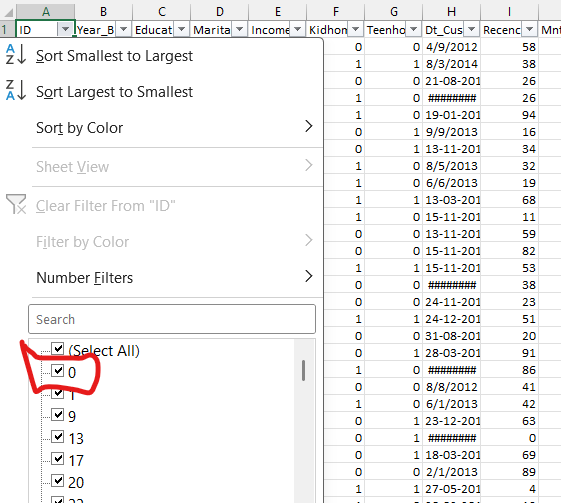 A B C D E F G H I
1 ID Year_B Educat Marita Income Kidhom Teenho Dt_Cus Recenc Mnt
Sort Smallest to Largest
Sort Largest to Smallest
Sort by Color
Sheet View
Clear Filter From "ID"
Filter by Color
Number Filters
Search
(Select All)
0
1
9
13
17
20
22
0 0 4/9/2012 58
1 1 8/3/2014 38
0 0 21-08-201 26
1 0 ######## 26
1 0 19-01-201 94
0 1 9/9/2013 16
0 1 13-11-201 34
1 1 8/5/2013 32
1 0 6/6/2013 19
1 1 13-03-201 68
1 0 15-11-201 11
0 0 13-11-201 59
0 0 15-11-201 82
1 1 15-11-201 53
0 0 ######## 38
0 0 24-11-201 23
1 1 24-12-201 51
0 0 31-08-201 20
0 1 28-03-201 91
1 0 ######## 86
0 0 8/8/2012 41
0 1 6/1/2013 42
0 0 23-12-201 63
0 1 ######## 0
0 1 18-03-201 69
0 0 2/1/2013 89
0 1 27-05-201 4